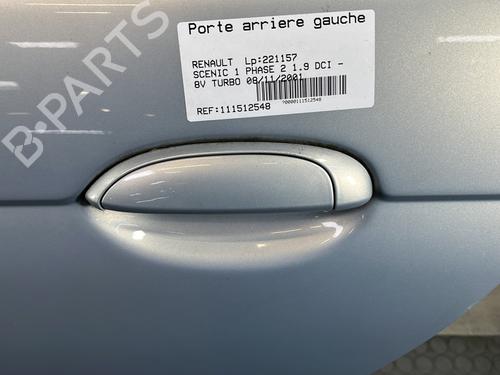 Porte arriere gauche
RENAULT Lp:221157
SCENIC 1 PHASE 2 1.9 DCI -
8V TURBO 08/11/2001
REF:111512548
?0000111512548
B-PARTS